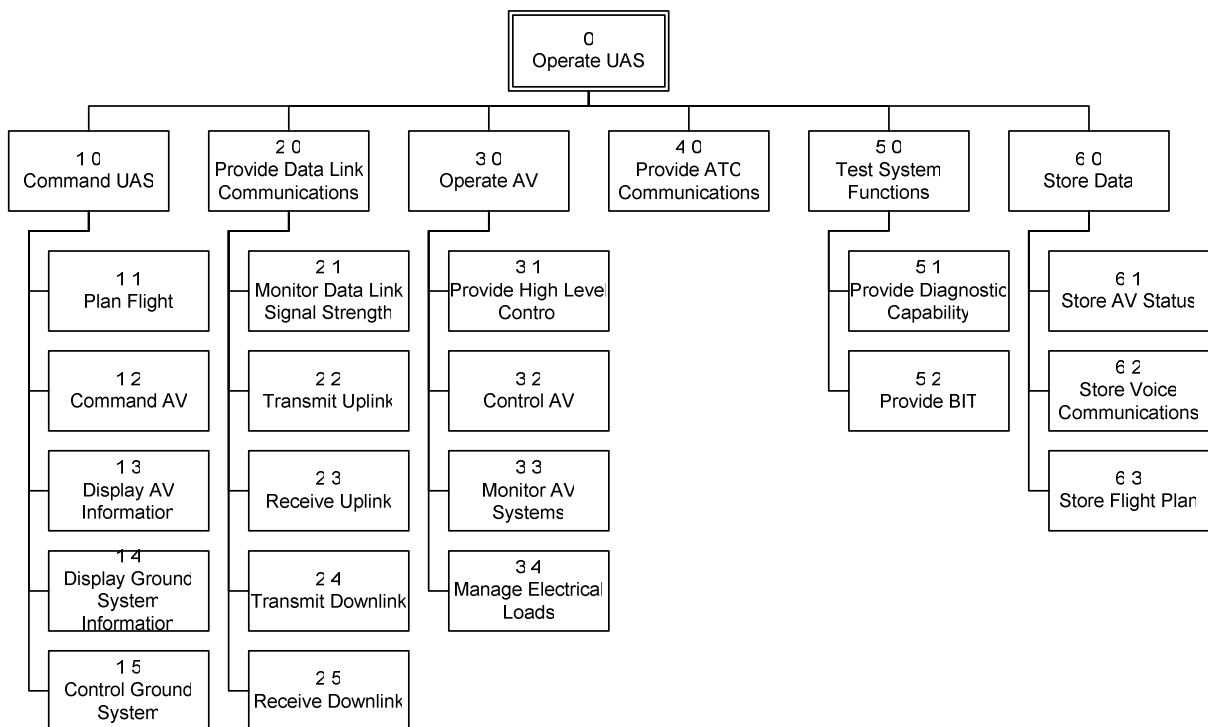 0
Operate UAS
1 0
Command UAS
2 0
Provide Data Link
Communications
3 0
Operate AV
4 0
Provide ATC
Communications
5 0
Test System
Functions
6 0
Store Data
1 1
Plan Flight
1 2
Command AV
1 3
Display AV
Information
1 4
Display Ground
System
Information
1 5
Control Ground
System
2 1
Monitor Data Link
Signal Strength
2 2
Transmit Uplink
2 3
Receive Uplink
2 4
Transmit Downlink
2 5
Receive Downlink
3 1
Provide High Level
Contro
3 2
Control AV
3 3
Monitor AV
Systems
3 4
Manage Electrical
Loads
5 1
Provide Diagnostic
Capability
5 2
Provide BIT
6 1
Store AV Status
6 2
Store Voice
Communications
6 3
Store Flight Plan